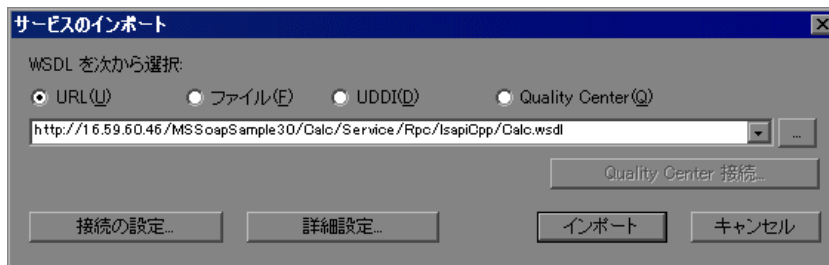 サービスのインポート
WSDL を次から選択:
URL(U) ファイル(F) UDDI(D) Quality Center(Q)
http://16.59.60.46/MSSoapSample30/Calc/Service/Rpc/IsapiCpp/Calc.wsdl ...
Quality Center 接続...
接続の設定... 詳細設定... インポート キャンセル